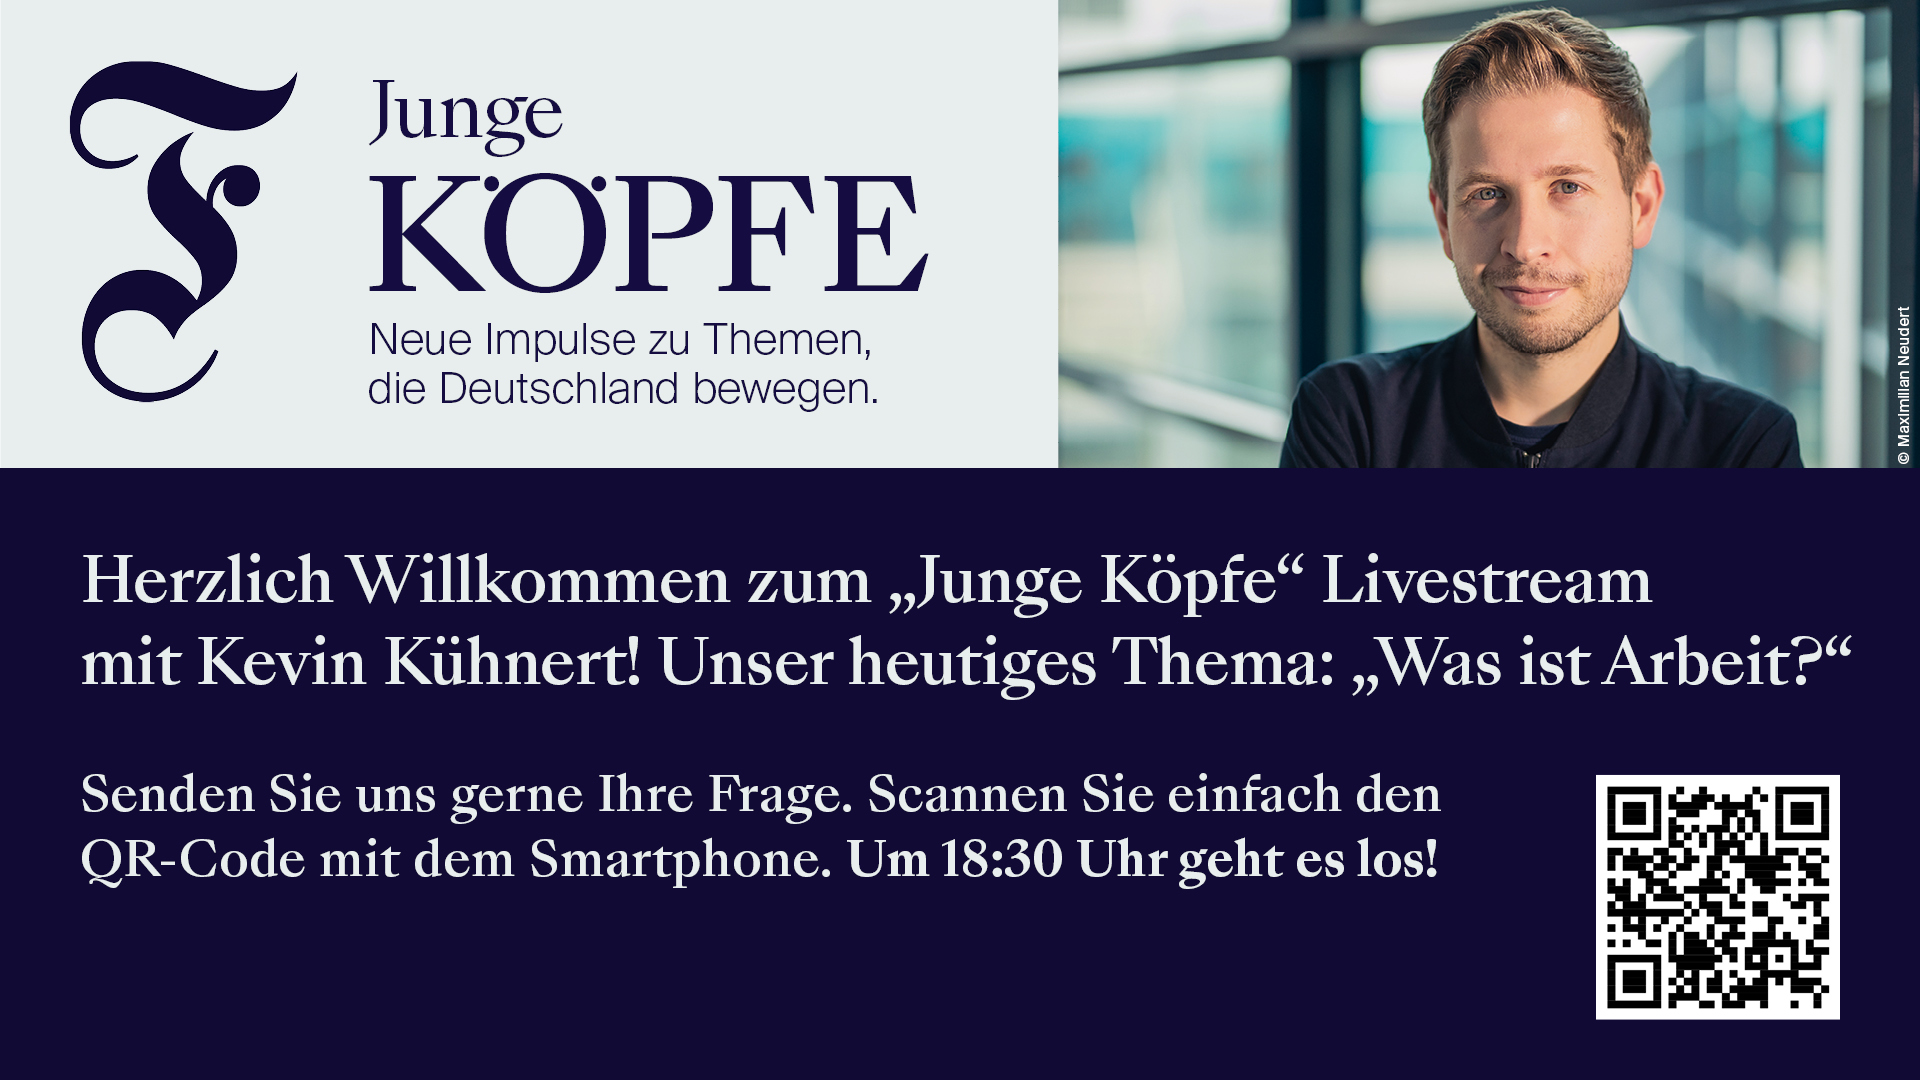 F
Junge
KÖPFE
Neue Impulse zu Themen,
die Deutschland bewegen.
© Maximilian Neudert
Herzlich Willkommen zum „Junge Köpfe“ Livestream
mit Kevin Kühnert! Unser heutiges Thema: „Was ist Arbeit?“
Senden Sie uns gerne Ihre Frage. Scannen Sie einfach den
QR-Code mit dem Smartphone. Um 18:30 Uhr geht es los!